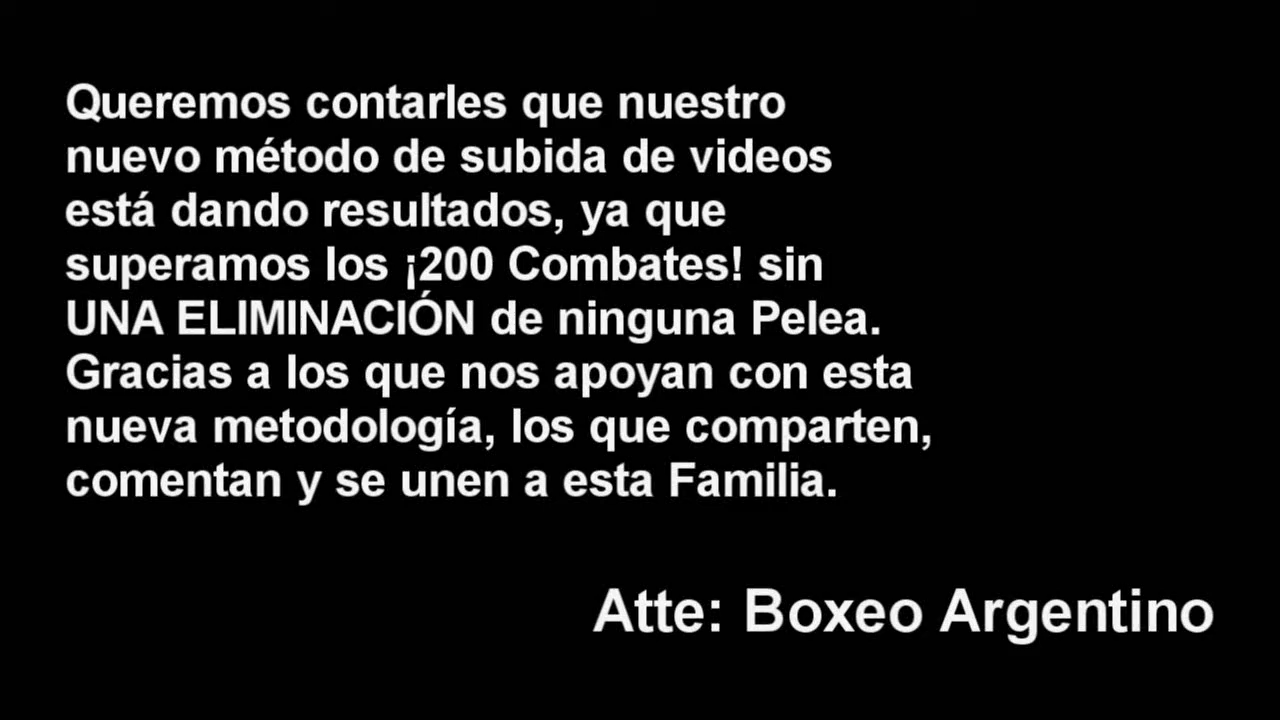 Queremos contarles que nuestro
nuevo método de subida de videos
está dando resultados, ya que
superamos los ¡200 Combates! sin
UNA ELIMINACIÓN de ninguna Pelea.
Gracias a los que nos apoyan con esta
nueva metodología, los que comparten,
comentan y se unen a esta Familia.
Atte: Boxeo Argentino